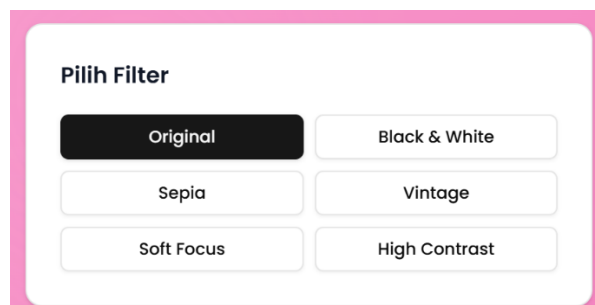 Pilih Filter
Original
Black & White
Sepia
Vintage
Soft Focus
High Contrast